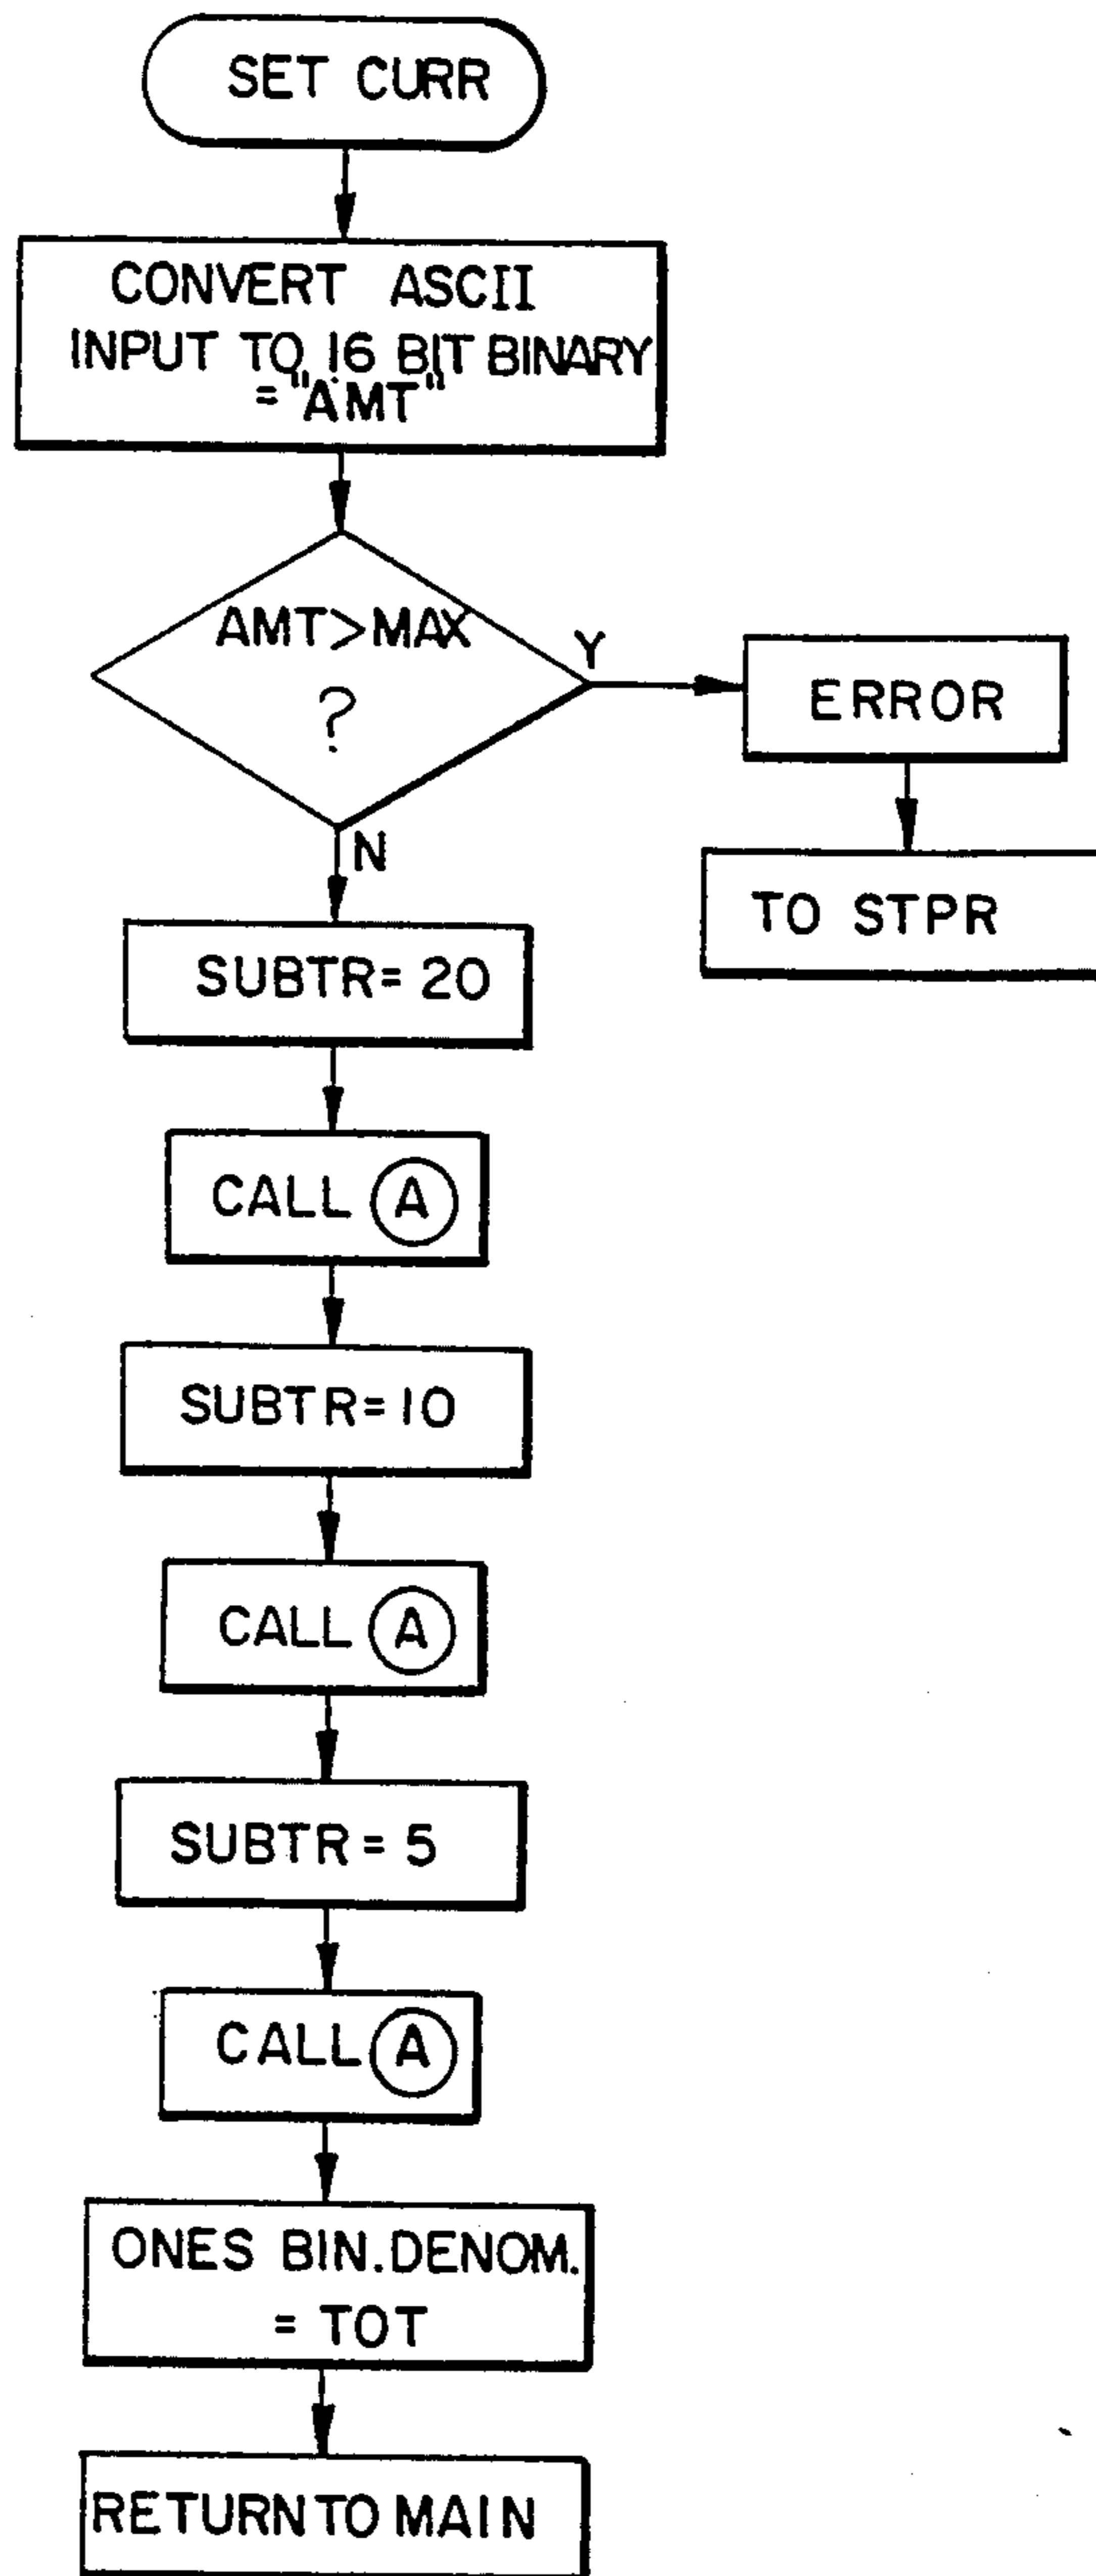 SET CURR
CONVERT ASCII
INPUT TO 16 BIT BINARY
="AMT"
AMT>MAX
?
Y
ERROR
TO STPR
N
SUBTR=20
CALL A
SUBTR=10
CALL A
SUBTR=5
CALL A
ONES BIN.DENOM.
= TOT
RETURN TO MAIN